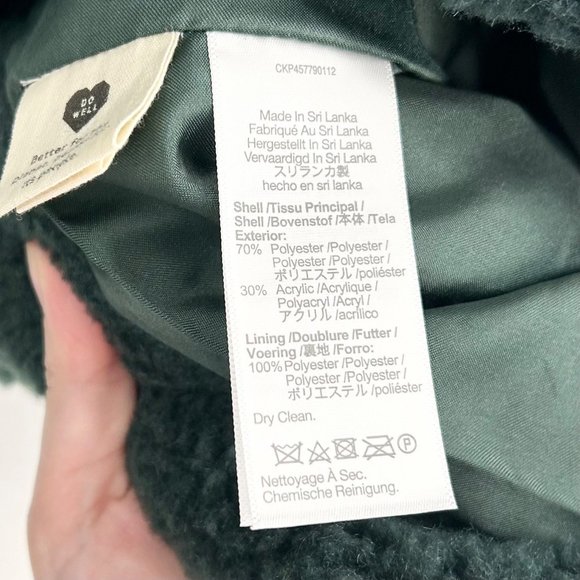 CKP457790112
Made In Sri Lanka
Fabriqué Au Sri Lanka
Hergestellt In Sri Lanka
Vervaardigd In Sri Lanka
スリランカ製
hecho en sri lanka
Shell /Tissu Principal /
Shell /Bovenstof /本体 /Tela
Exterior:
70% Polyester /Polyester /
Polyester /Polyester /
ポリエステル /poliéster
30% Acrylic /Acrylique /
Polyacryl /Acryl /
アクリル /acrílico
Lining /Doublure /Futter /
Voering /裏地 /Forro:
100% Polyester /Polyester /
Polyester /Polyester /
ポリエステル /poliéster
Dry Clean.
P
Nettoyage À Sec.
Chemische Reinigung.
DO
WELL
Better